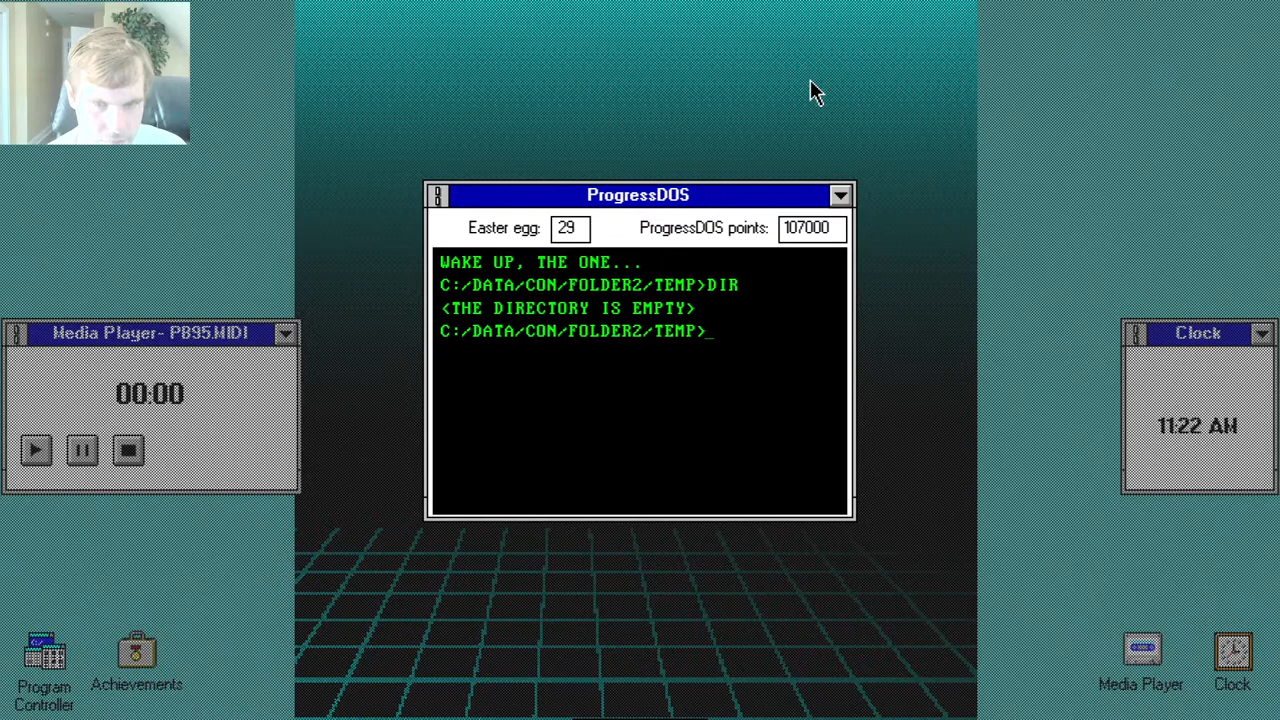 ProgressDOS
Easter egg: 29 ProgressDOS points: 107000
WAKE UP, THE ONE...
C:/DATA/CON/FOLDER2/TEMP>DIR
<THE DIRECTORY IS EMPTY>
C:/DATA/CON/FOLDER2/TEMP>_
Media Player- PB95.MIDI
00:00
Clock
11:22 AM
Program
Controller
Achievements
Media Player
Clock